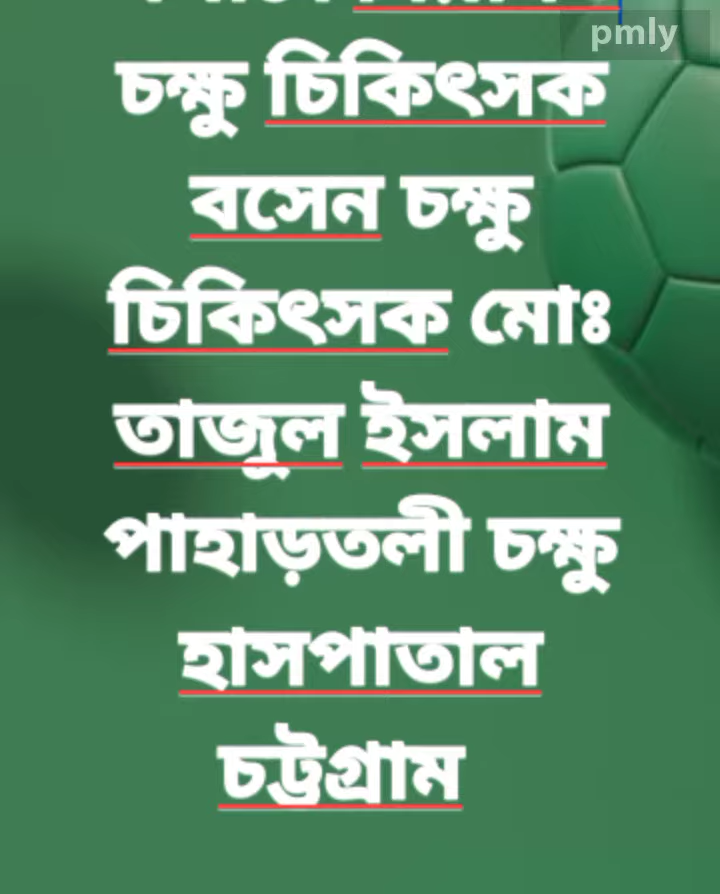 pmly
চক্ষু চিকিৎসক
বসেন চক্ষু
চিকিৎসক মোঃ
তাজুল ইসলাম
পাহাড়তলী চক্ষু
হাসপাতাল
চট্টগ্রাম